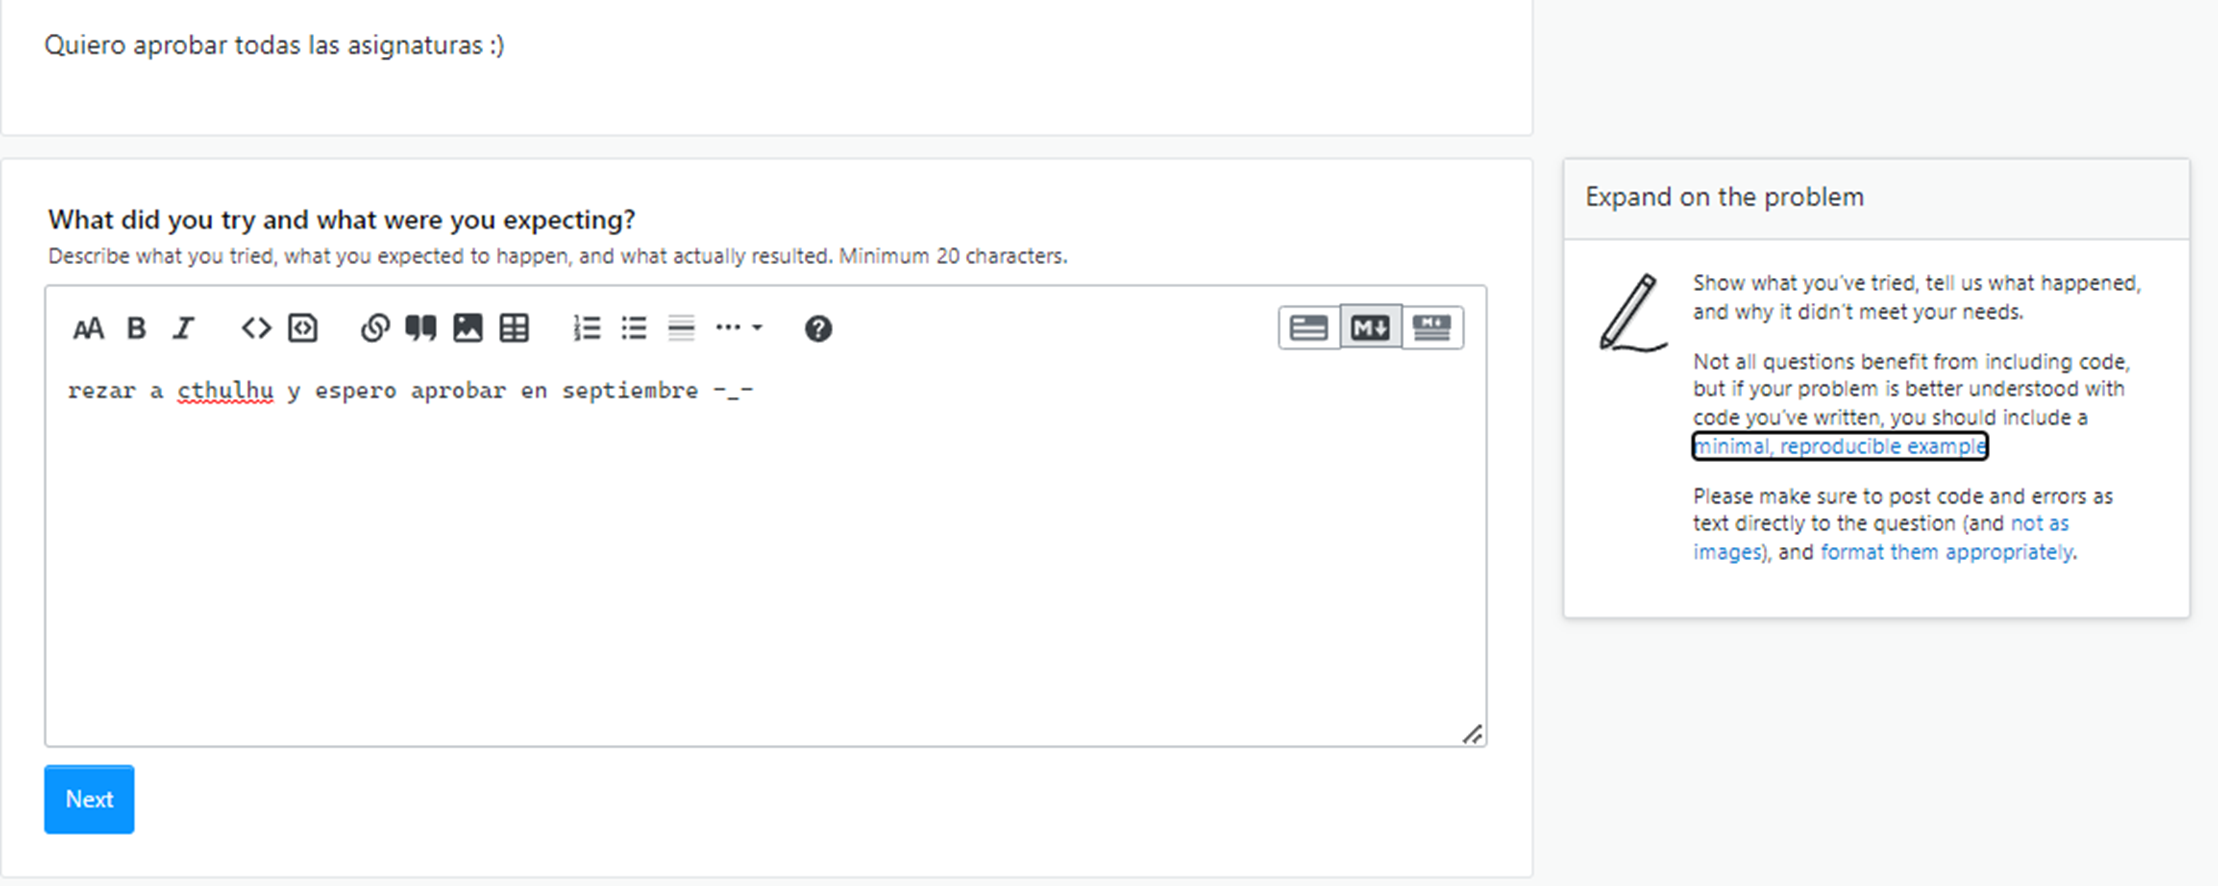 Quiero aprobar todas las asignaturas :)
What did you try and what were you expecting?
Describe what you tried, what you expected to happen, and what actually resulted. Minimum 20 characters.
AA B I
M↓
M↓
rezar a cthulhu y espero aprobar en septiembre -_-
Next
Expand on the problem
Show what you've tried, tell us what happened,
and why it didn't meet your needs.
Not all questions benefit from including code,
but if your problem is better understood with
code you've written, you should include a
minimal, reproducible example
Please make sure to post code and errors as
text directly to the question (and not as
images), and format them appropriately.